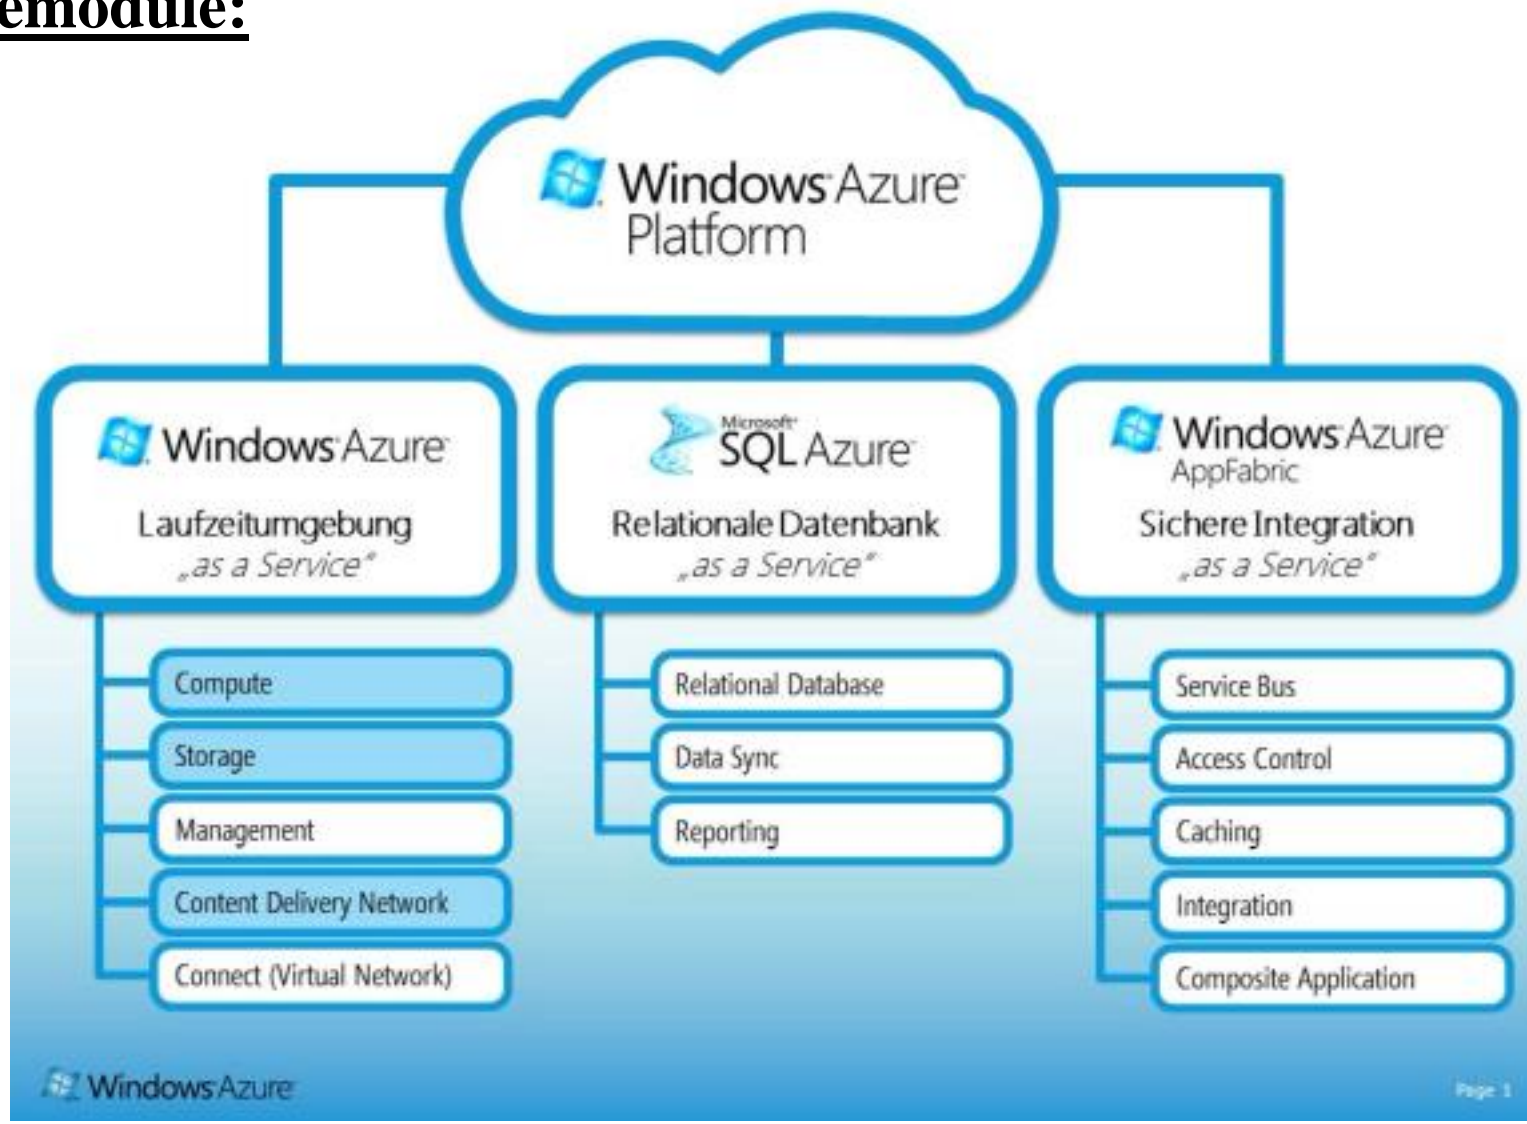 emodule:
Windows Azure
Platform
Windows Azure
Laufzeitumgebung
„as a Service“
Compute
Storage
Management
Content Delivery Network
Connect (Virtual Network)
Microsoft®
SQL Azure
Relationale Datenbank
„as a Service“
Relational Database
Data Sync
Reporting
Windows Azure
AppFabric
Sichere Integration
„as a Service“
Service Bus
Access Control
Caching
Integration
Composite Application
Windows Azure
Page 1